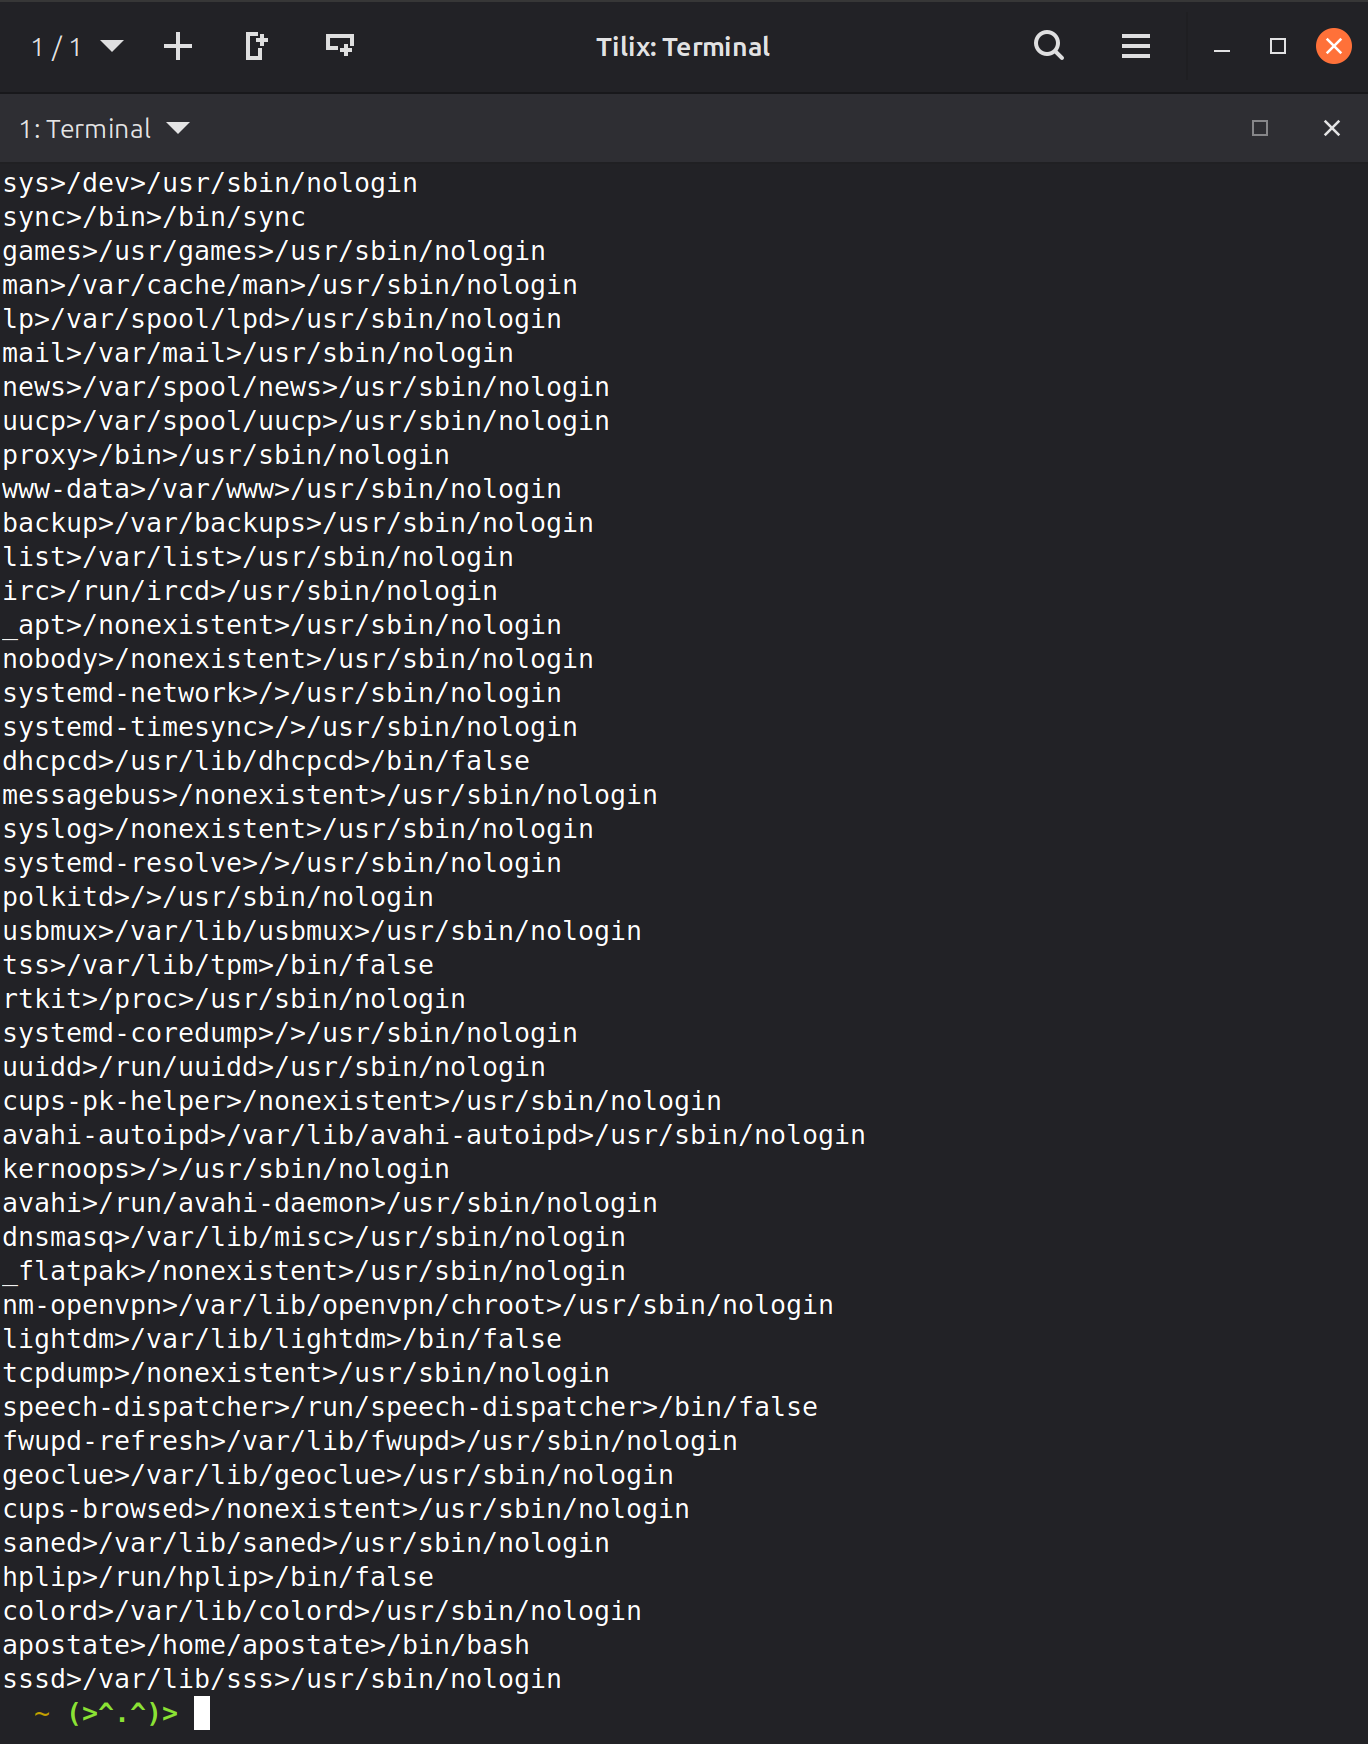 1 / 1
Tilix: Terminal
1: Terminal
sys>/dev>/usr/sbin/nologin
sync>/bin>/bin/sync
games>/usr/games>/usr/sbin/nologin
man>/var/cache/man>/usr/sbin/nologin
lp>/var/spool/lpd>/usr/sbin/nologin
mail>/var/mail>/usr/sbin/nologin
news>/var/spool/news>/usr/sbin/nologin
uucp>/var/spool/uucp>/usr/sbin/nologin
proxy>/bin>/usr/sbin/nologin
www-data>/var/www>/usr/sbin/nologin
backup>/var/backups>/usr/sbin/nologin
list>/var/list>/usr/sbin/nologin
irc>/run/ircd>/usr/sbin/nologin
_apt>/nonexistent>/usr/sbin/nologin
nobody>/nonexistent>/usr/sbin/nologin
systemd-network>/>/usr/sbin/nologin
systemd-timesync>/>/usr/sbin/nologin
dhcpcd>/usr/lib/dhcpcd>/bin/false
messagebus>/nonexistent>/usr/sbin/nologin
syslog>/nonexistent>/usr/sbin/nologin
systemd-resolve>/>/usr/sbin/nologin
polkitd>/>/usr/sbin/nologin
usbmux>/var/lib/usbmux>/usr/sbin/nologin
tss>/var/lib/tpm>/bin/false
rtkit>/proc>/usr/sbin/nologin
systemd-coredump>/>/usr/sbin/nologin
uuidd>/run/uuidd>/usr/sbin/nologin
cups-pk-helper>/nonexistent>/usr/sbin/nologin
avahi-autoipd>/var/lib/avahi-autoipd>/usr/sbin/nologin
kernoops>/>/usr/sbin/nologin
avahi>/run/avahi-daemon>/usr/sbin/nologin
dnsmasq>/var/lib/misc>/usr/sbin/nologin
_flatpak>/nonexistent>/usr/sbin/nologin
nm-openvpn>/var/lib/openvpn/chroot>/usr/sbin/nologin
lightdm>/var/lib/lightdm>/bin/false
tcpdump>/nonexistent>/usr/sbin/nologin
speech-dispatcher>/run/speech-dispatcher>/bin/false
fwupd-refresh>/var/lib/fwupd>/usr/sbin/nologin
geoclue>/var/lib/geoclue>/usr/sbin/nologin
cups-browsed>/nonexistent>/usr/sbin/nologin
saned>/var/lib/saned>/usr/sbin/nologin
hplip>/run/hplip>/bin/false
colord>/var/lib/colord>/usr/sbin/nologin
apostate>/home/apostate>/bin/bash
sssd>/var/lib/sss>/usr/sbin/nologin
~ (>^.^)>